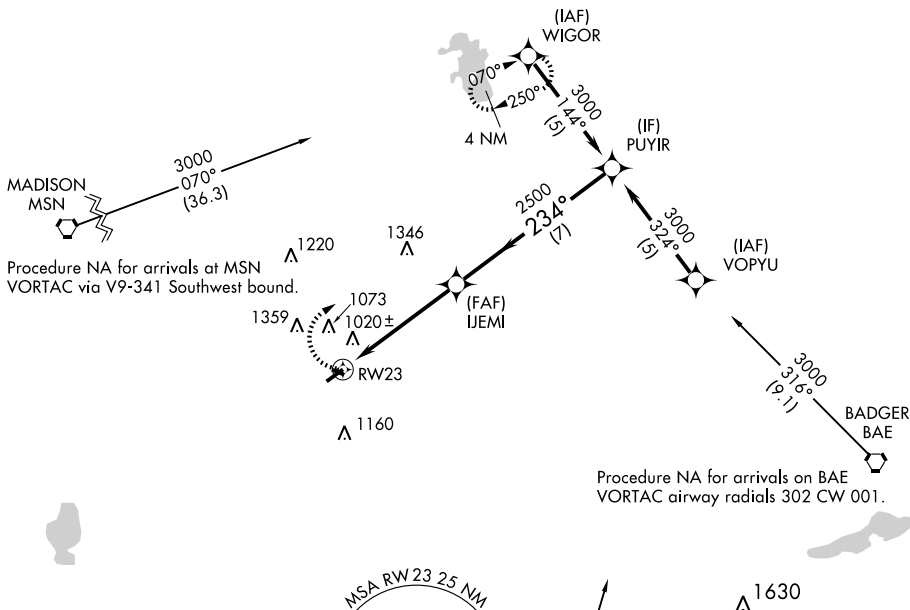 (IAF)
WIGOR
070°
250°
4 NM
3000
144°
(5)
(IF)
PUYIR
MADISON
MSN
3000
070°
(36.3)
Procedure NA for arrivals at MSN
VORTAC via V9-341 Southwest bound.
2500
234°
(7)
3000
324°
(5)
(IAF)
VOPYU
1220
1346
(FAF)
IJEMI
1359
1073
1020±
RW23
1160
3000
316°
(9.1)
BADGER
BAE
Procedure NA for arrivals on BAE
VORTAC airway radials 302 CW 001.
MSA RW23 25 NM
1630